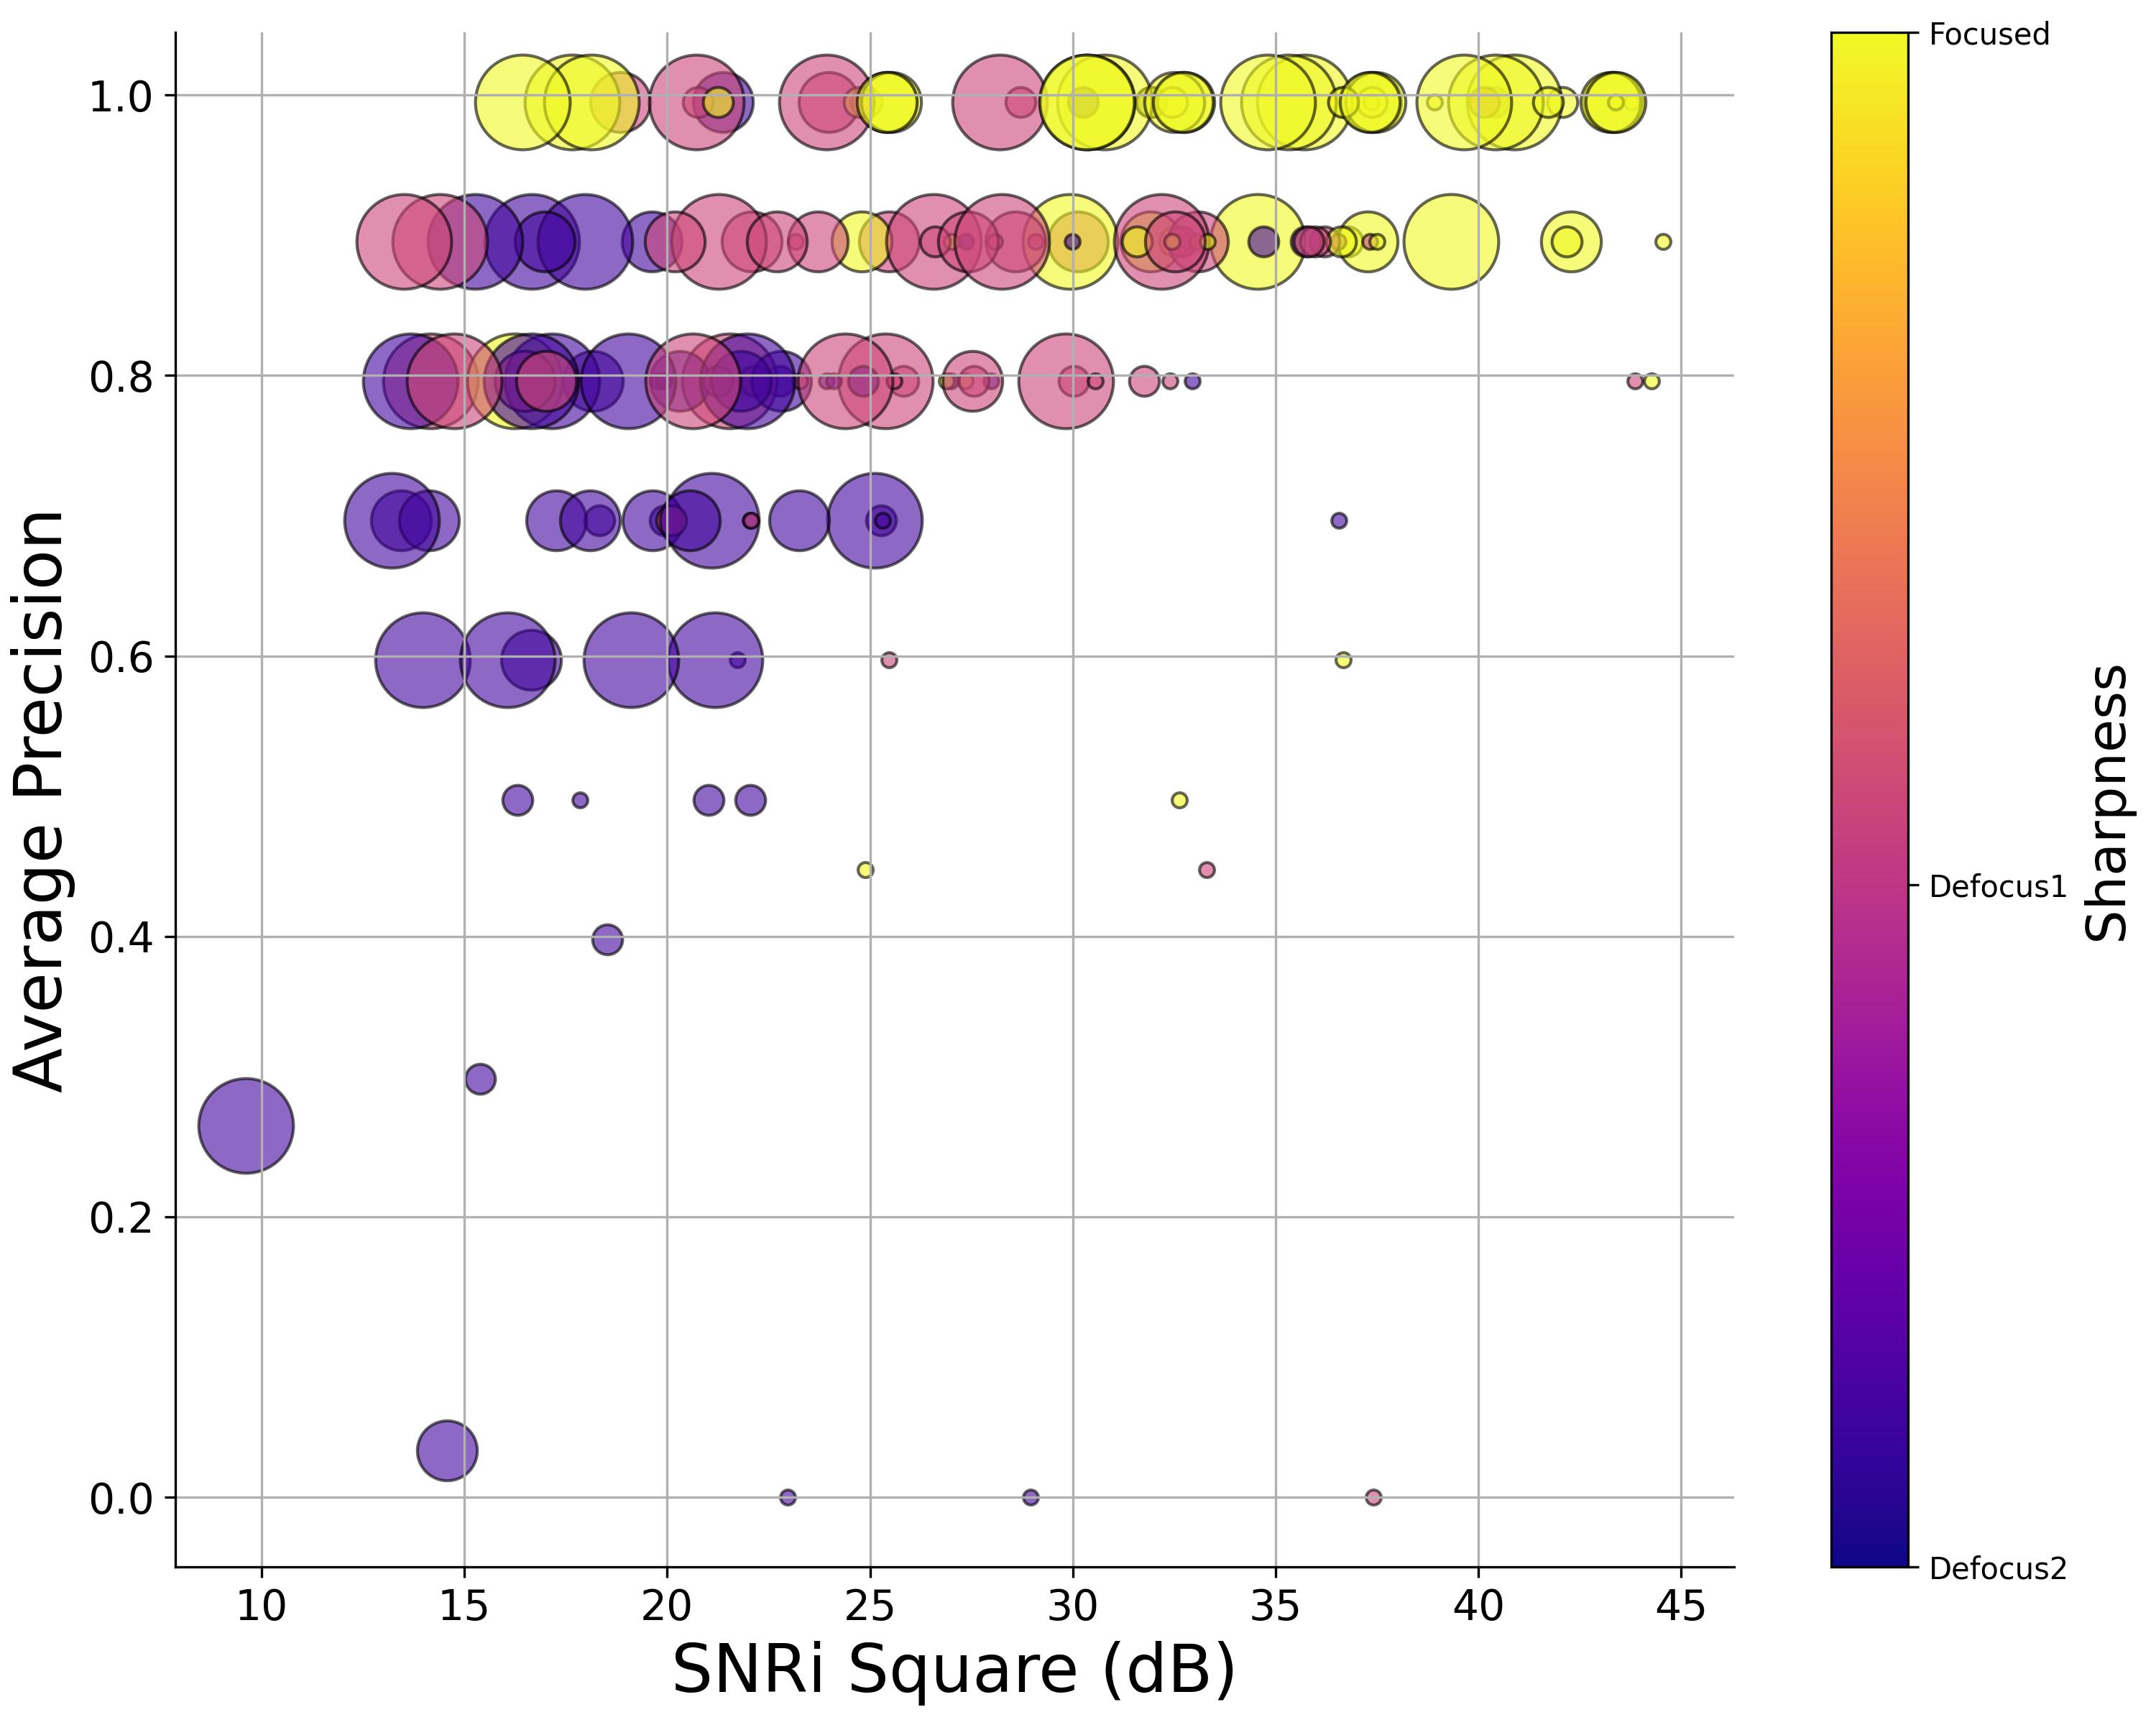 Average Precision
1.0
0.8
0.6
0.4
0.2
0.0
10 15 20 25 30 35 40 45
SNRi Square (dB)
Focused
Defocus1
Defocus2
Sharpness